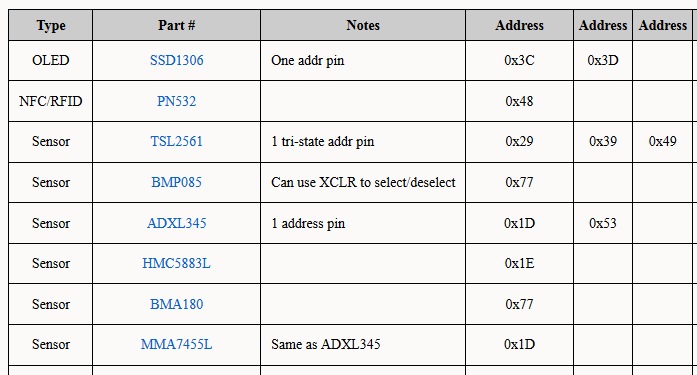 Type Part # Notes Address Address Address
OLED SSD1306 One addr pin 0x3C 0x3D
NFC/RFID PN532 0x48
Sensor TSL2561 1 tri-state addr pin 0x29 0x39 0x49
Sensor BMP085 Can use XCLR to select/deselect 0x77
Sensor ADXL345 1 address pin 0x1D 0x53
Sensor HMC5883L 0x1E
Sensor BMA180 0x77
Sensor MMA7455L Same as ADXL345 0x1D